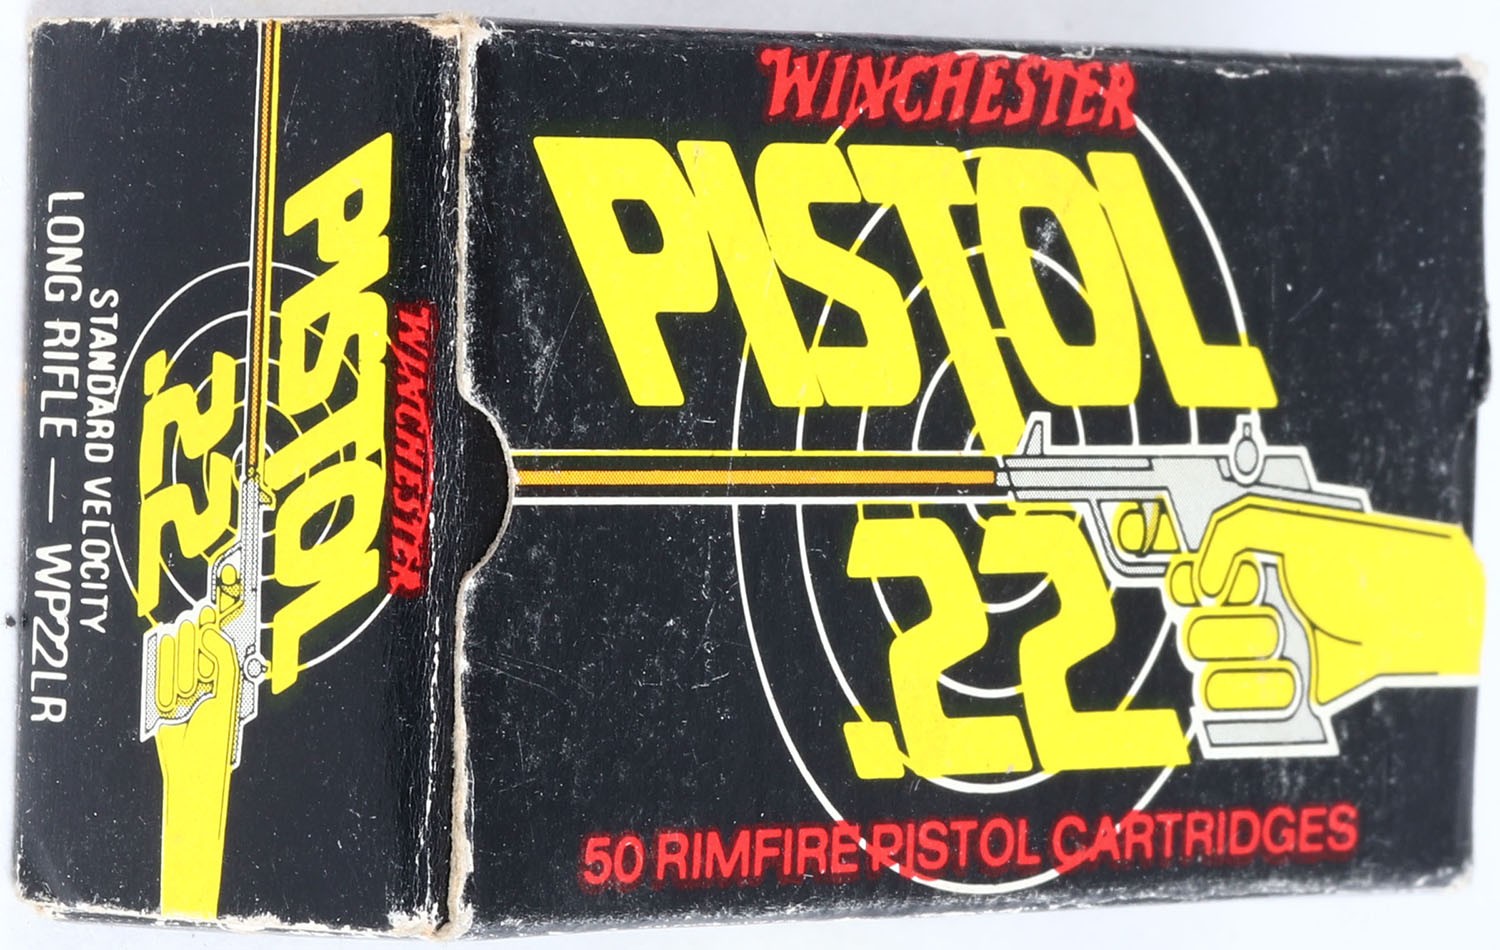 WINCHESTER
PISTOL
.22
50 RIMFIRE PISTOL CARTRIDGES
WINCHESTER
PISTOL
.22
STANDARD VELOCITY
LONG RIFLE — WP22LR